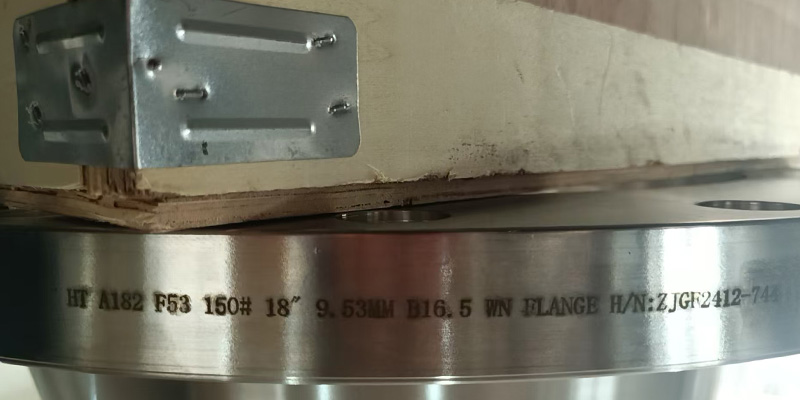 HT A182 F53 150# 18″ 9.53MM B16.5 WN FLANGE H/N:ZJGF2412-744